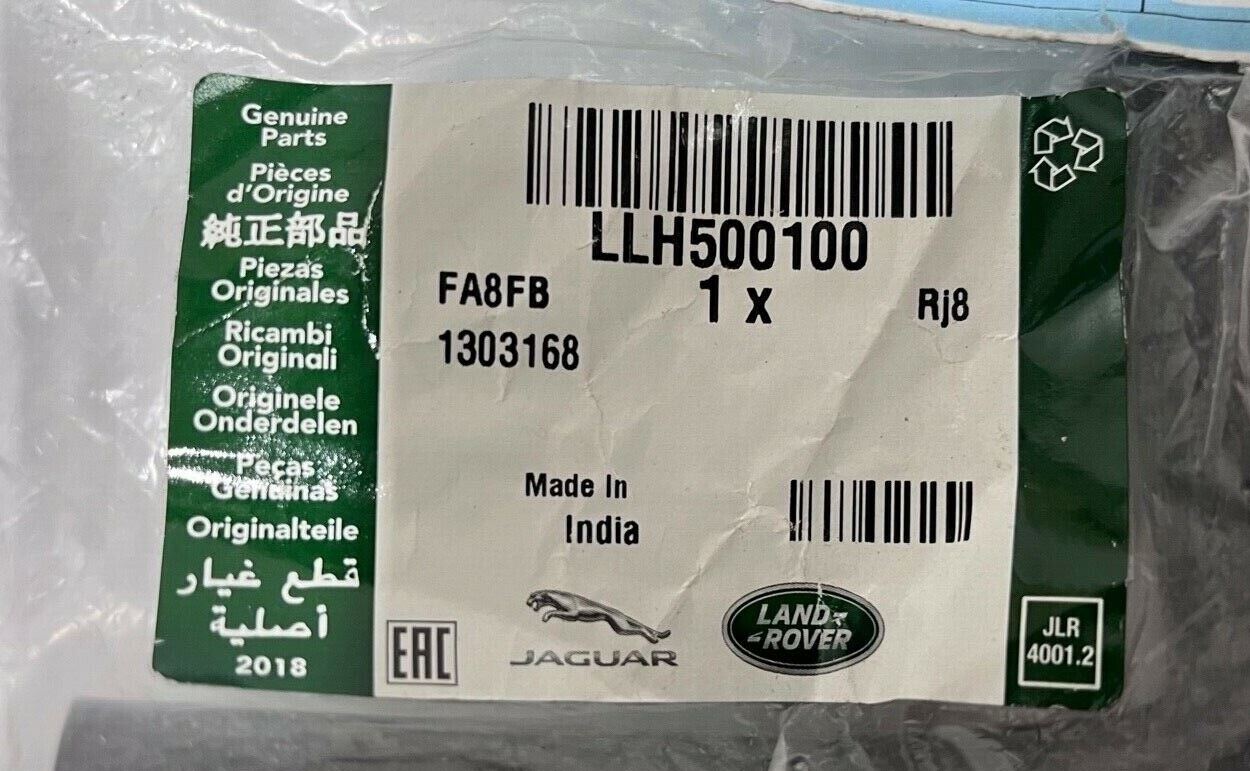 Genuine
Parts
Pièces
d'Origine
純正部品
Piezas
Originales
Ricambi
Originali
Originele
Onderdelen
Peças
Genuinas
Originalteile
قطع غيار
أصلية
2018
LLH500100
FA8FB
1 x
Rj8
1303168
Made In
India
EAC
JAGUAR
LAND
ROVER
JLR
4001.2